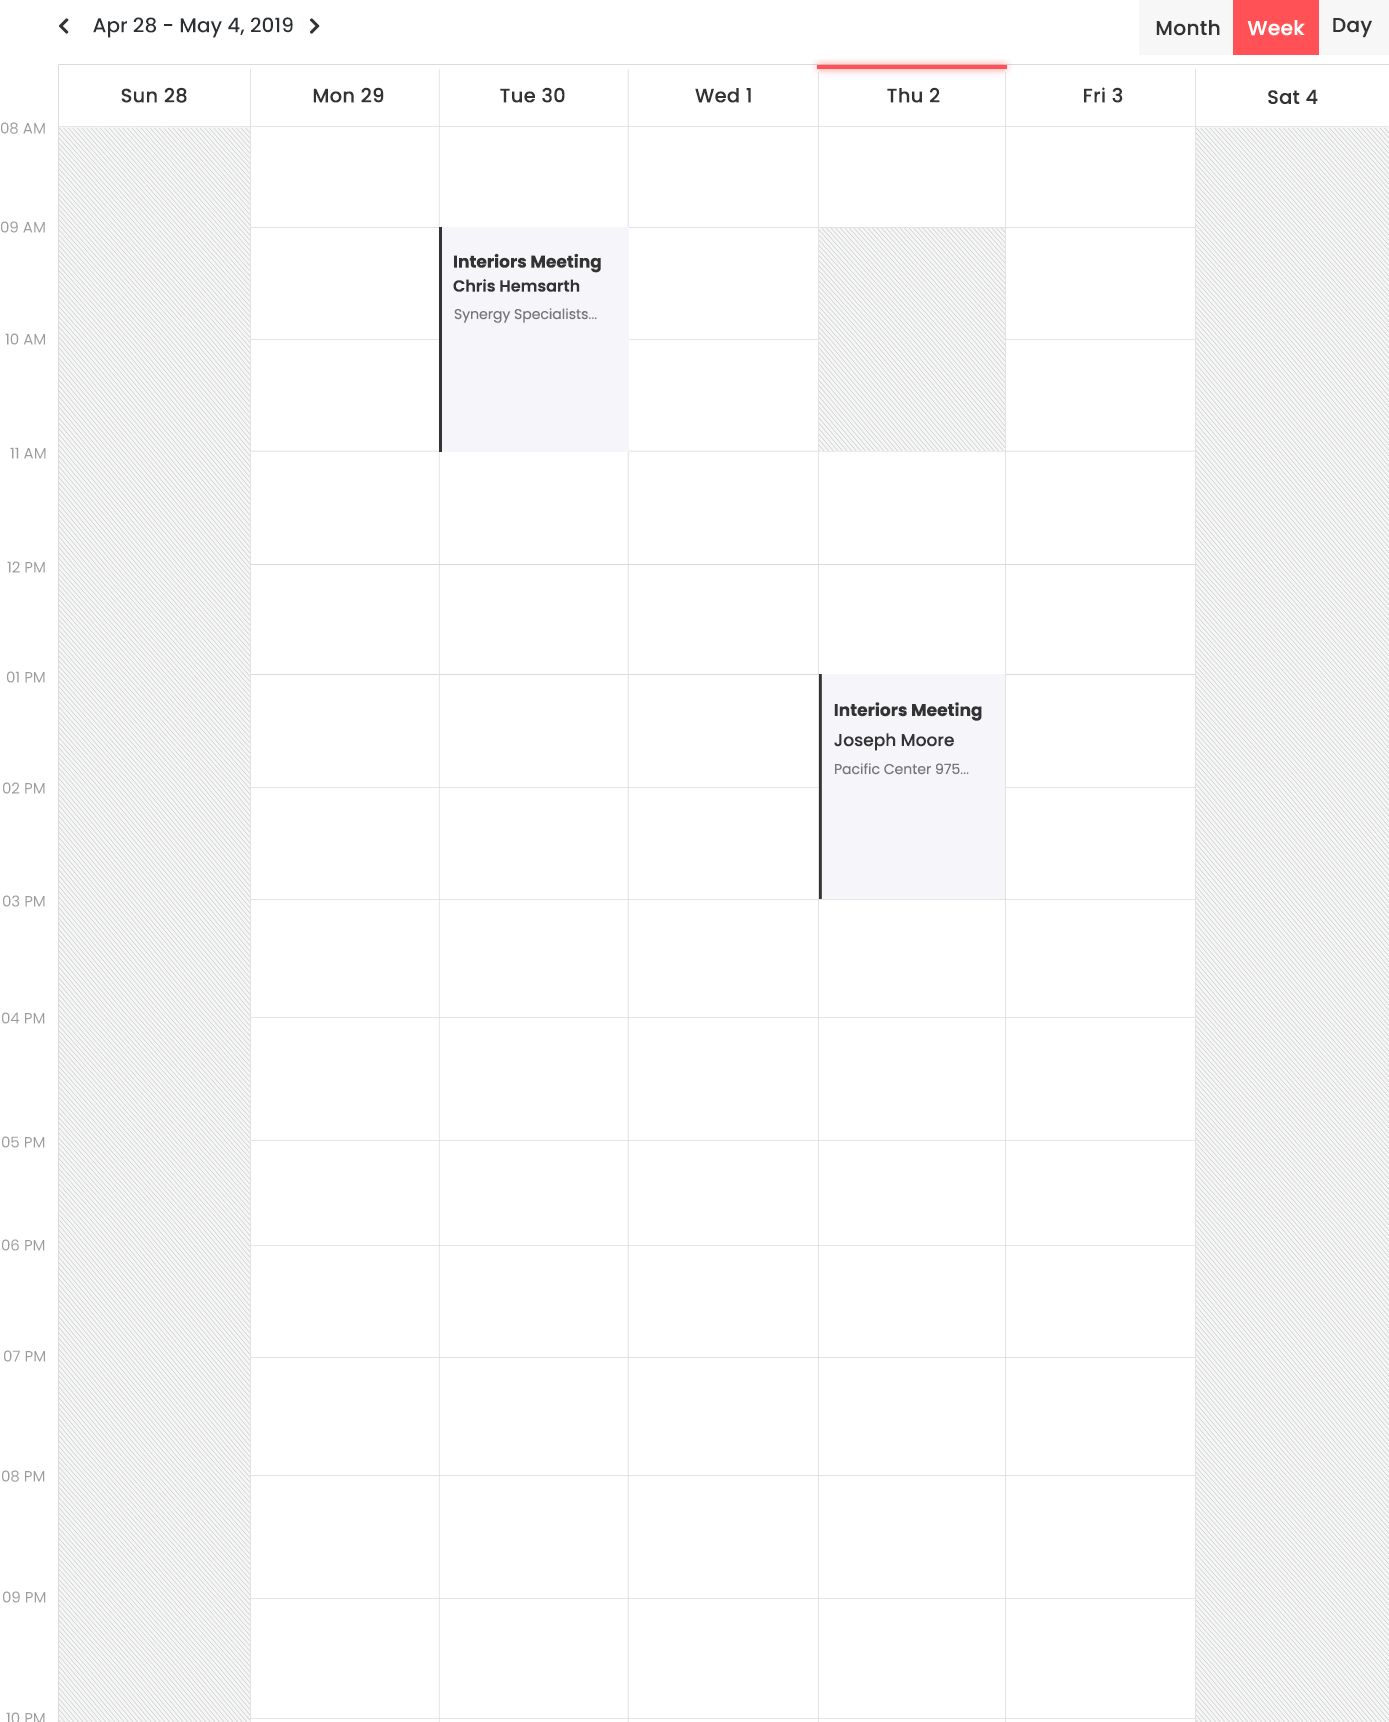 Apr 28 - May 4, 2019
Month Week Day
Sun 28 Mon 29 Tue 30 Wed 1 Thu 2 Fri 3 Sat 4
08 AM
09 AM
Interiors Meeting
Chris Hemsarth
Synergy Specialists...
10 AM
11 AM
12 PM
01 PM
Interiors Meeting
Joseph Moore
Pacific Center 975...
02 PM
03 PM
04 PM
05 PM
06 PM
07 PM
08 PM
09 PM
10 PM